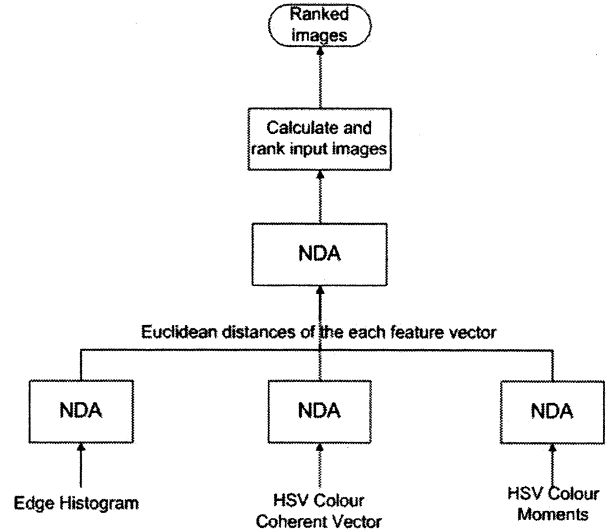 Ranked
images
Calculate and
rank input images
NDA
Euclidean distances of the each feature vector
NDA
NDA
NDA
Edge Histogram
HSV Colour
Coherent Vector
HSV Colour
Moments